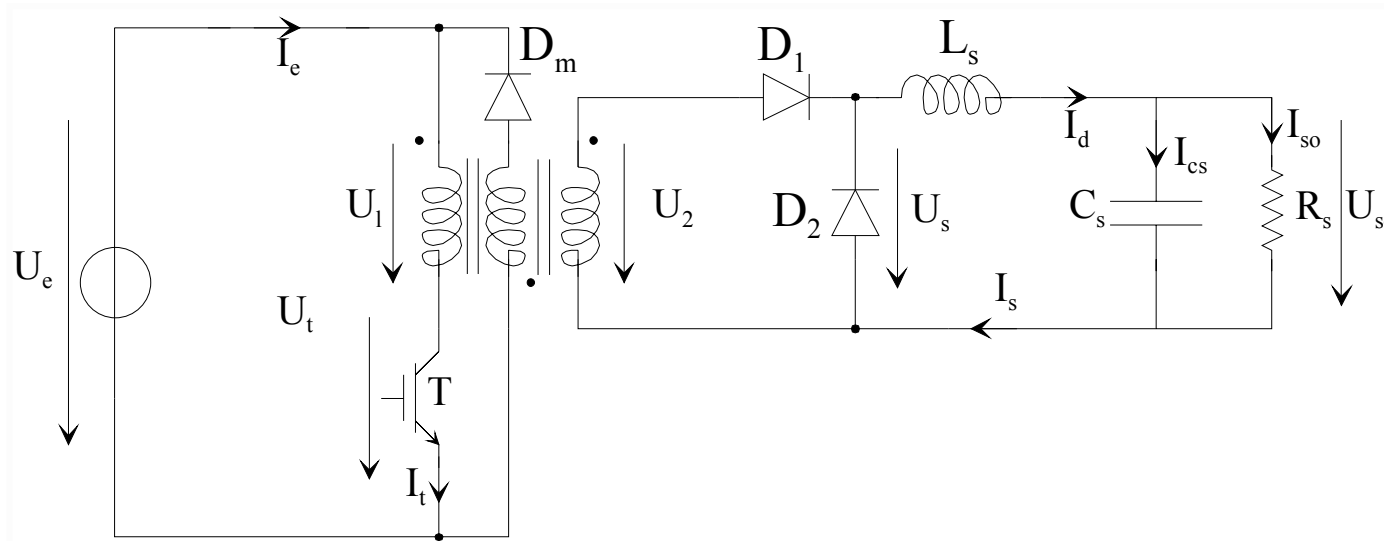 I_e
D_m
D_1
L_s
I_d
I_so
I_cs
U_e
U_1
U_2
D_2
U_s
C_s
R_s
U_s
U_t
T
I_t
I_s